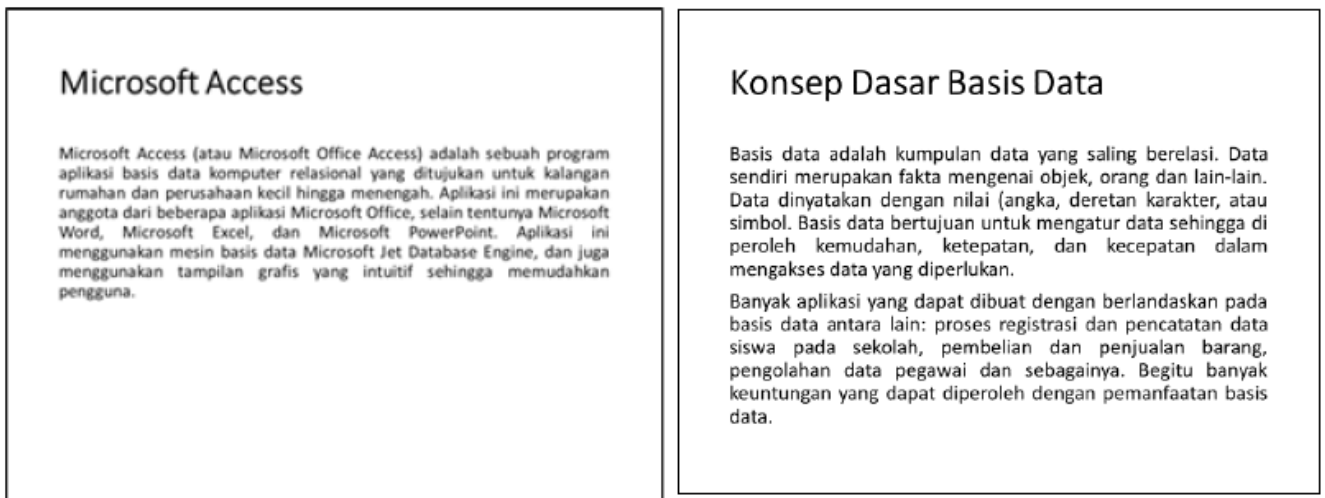 Microsoft Access
Microsoft Access (atau Microsoft Office Access) adalah sebuah program
aplikasi basis data komputer relasional yang ditujukan untuk kalangan
rumahan dan perusahaan kecil hingga menengah. Aplikasi ini merupakan
anggota dari beberapa aplikasi Microsoft Office, selain tentunya Microsoft
Word, Microsoft Excel, dan Microsoft PowerPoint. Aplikasi ini
menggunakan mesin basis data Microsoft Jet Database Engine, dan juga
menggunakan tampilan grafis yang intuitif sehingga memudahkan
pengguna.
Konsep Dasar Basis Data
Basis data adalah kumpulan data yang saling berelasi. Data
sendiri merupakan fakta mengenai objek, orang dan lain-lain.
Data dinyatakan dengan nilai (angka, deretan karakter, atau
simbol. Basis data bertujuan untuk mengatur data sehingga di
peroleh kemudahan, ketepatan, dan kecepatan dalam
mengakses data yang diperlukan.
Banyak aplikasi yang dapat dibuat dengan berlandaskan pada
basis data antara lain: proses registrasi dan pencatatan data
siswa pada sekolah, pembelian dan penjualan barang,
pengolahan data pegawai dan sebagainya. Begitu banyak
keuntungan yang dapat diperoleh dengan pemanfaatan basis
data.